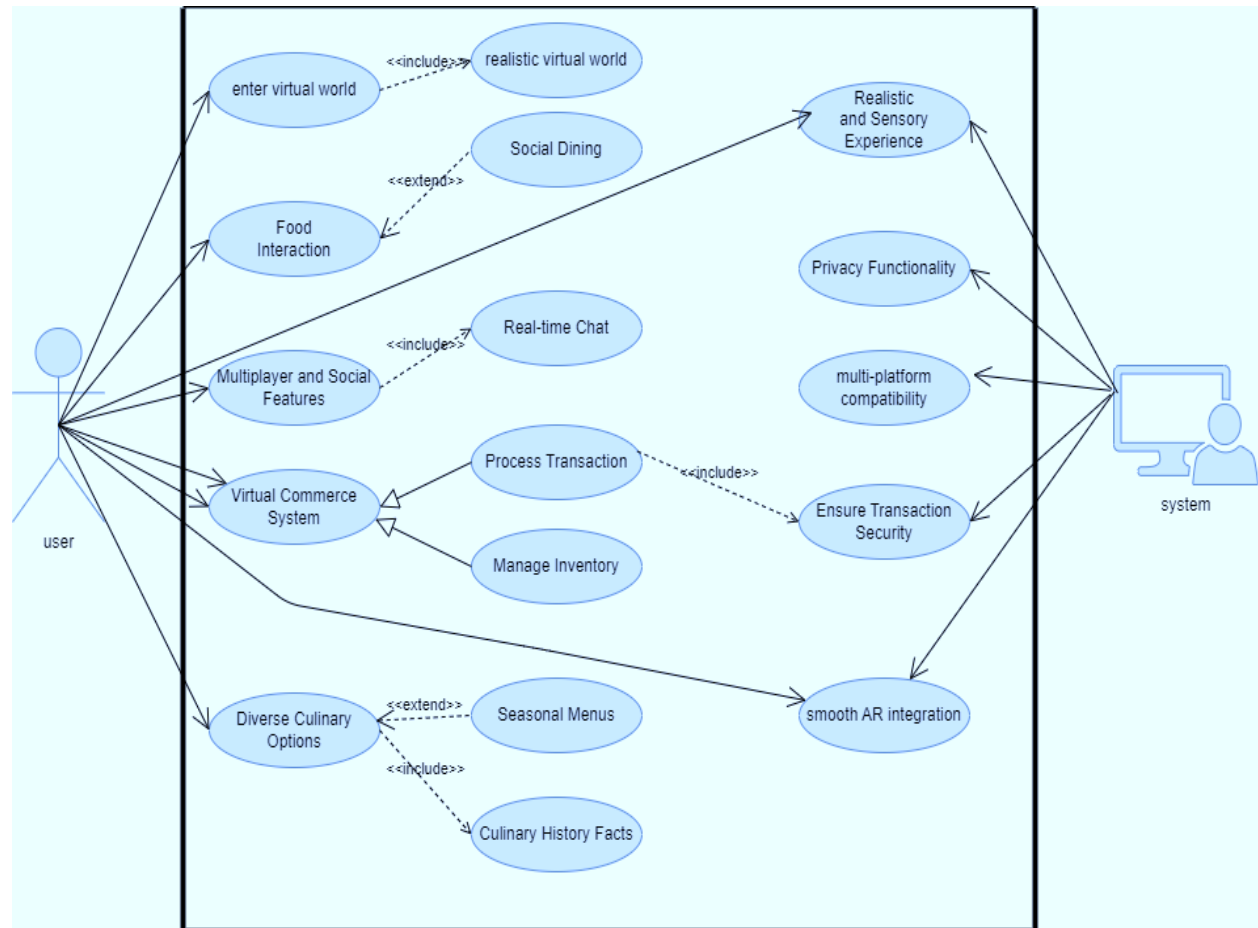 <<include>>
realistic virtual world
enter virtual world
Realistic
and Sensory
Experience
Social Dining
<<extend>>
Food
Interaction
Privacy Functionality
Real-time Chat
<<include>>
Multiplayer and Social
Features
multi-platform
compatibility
Process Transaction
<<include>>
Virtual Commerce
System
Ensure Transaction
Security
system
user
Manage Inventory
<<extend>>
Seasonal Menus
Diverse Culinary
Options
smooth AR integration
<<include>>
Culinary History Facts